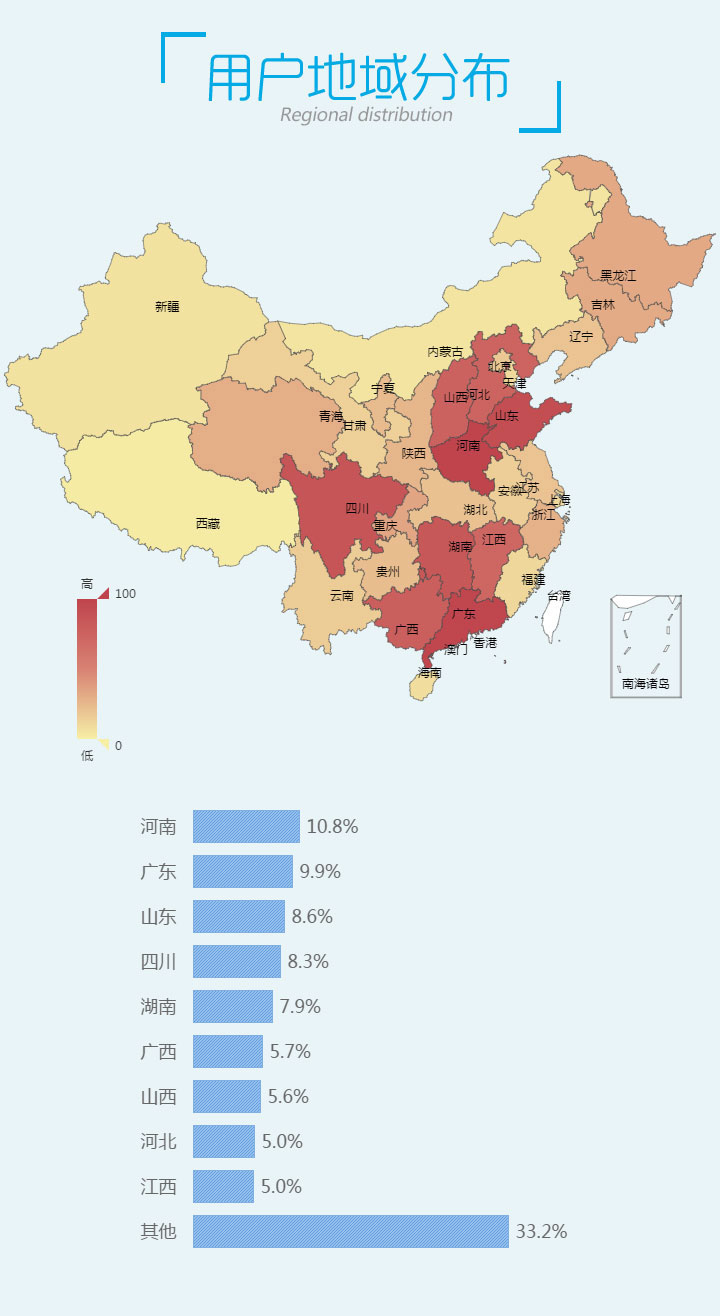 用户地域分布
Regional distribution
黑龙江
吉林
新疆
辽宁
内蒙古
北京
天津
宁夏
山西
河北
青海
甘肃
山东
河南
陕西
安徽
江苏
上海
四川
湖北
浙江
西藏
重庆
湖南
江西
贵州
福建
高
100
云南
台湾
广东
广西
澳门
香港
海南
南海诸岛
0
低
河南 10.8%
广东 9.9%
山东 8.6%
四川 8.3%
湖南 7.9%
广西 5.7%
山西 5.6%
河北 5.0%
江西 5.0%
其他 33.2%